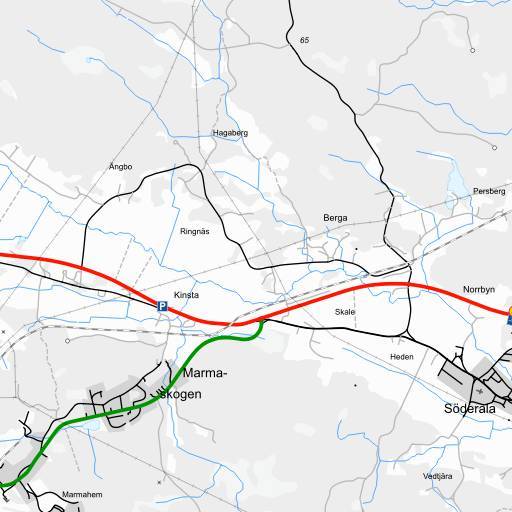 65
Hagaberg
Ängbo
Persberg
Berga
Ringnäs
Norrbyn
Kinsta
P
Skale
Heden
Marma-
skogen
Söderala
Vedtjära
Marmahem